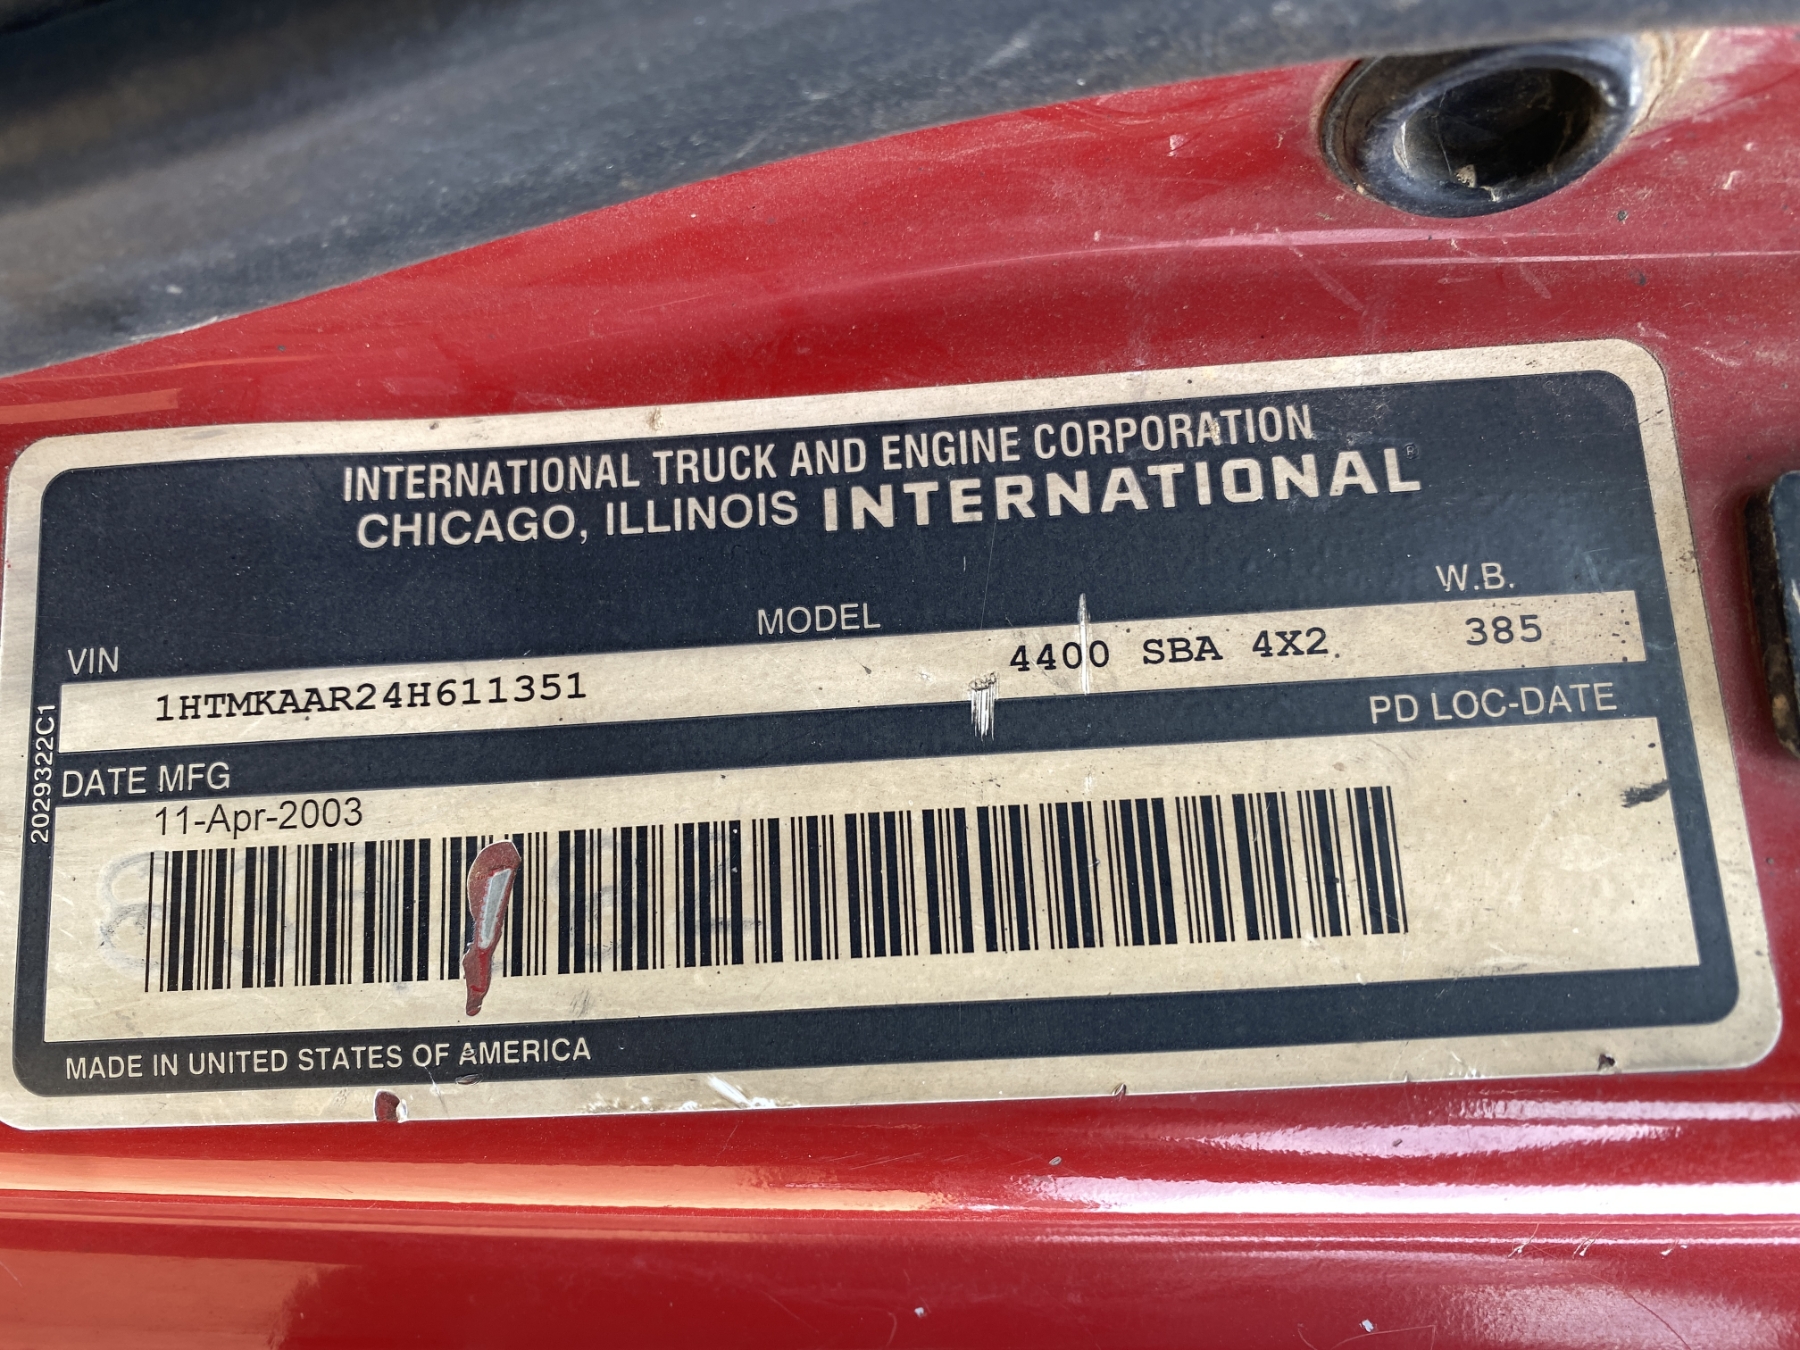 INTERNATIONAL TRUCK AND ENGINE CORPORATION
CHICAGO, ILLINOIS INTERNATIONAL®
VIN MODEL W.B.
1HTMKAAR24H611351 4400 SBA 4X2. 385
DATE MFG PD LOC-DATE
11-Apr-2003
MADE IN UNITED STATES OF AMERICA
2029322C1